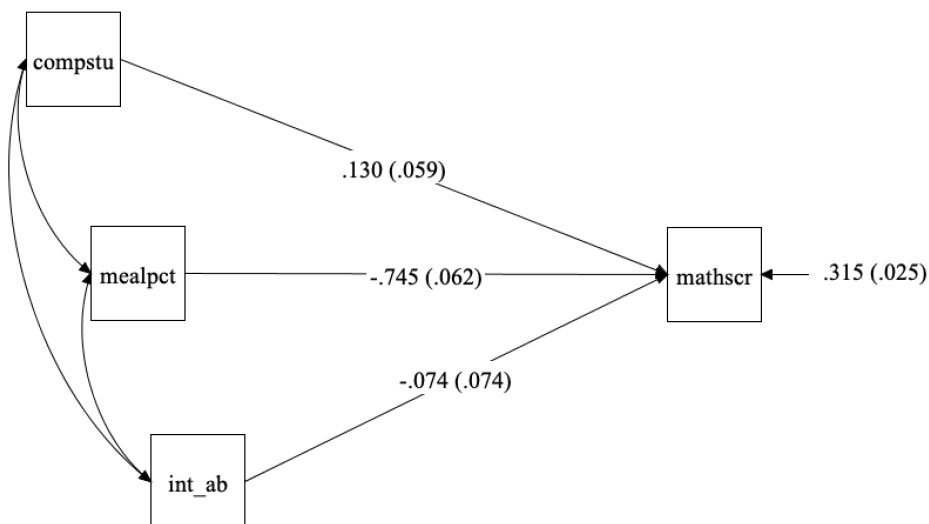 compstu
.130 (.059)
mealpct
-.745 (.062)
mathscr
.315 (.025)
-.074 (.074)
int_ab